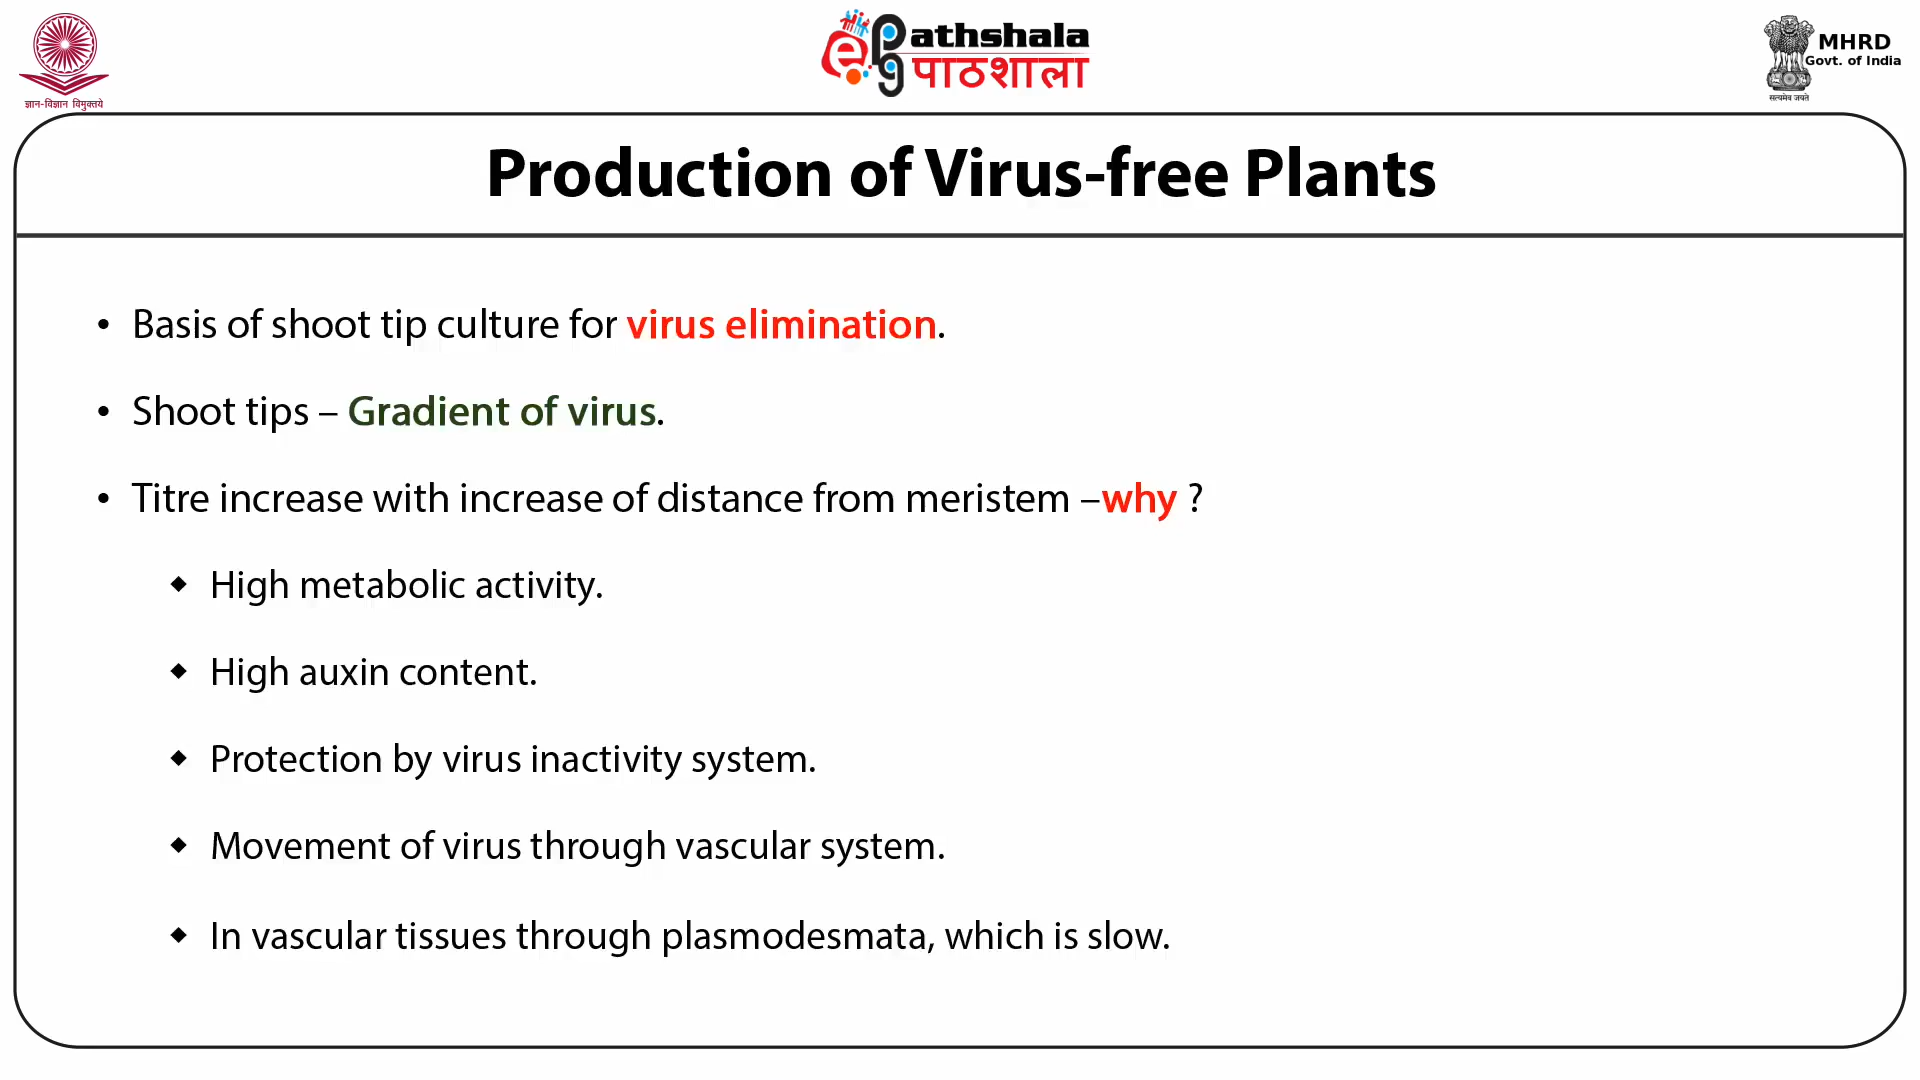 ज्ञान-विज्ञान विमुक्तये
ePathshala
पाठशाला
MHRD
Govt. of India
सत्यमेव जयते
Production of Virus-free Plants
• Basis of shoot tip culture for virus elimination.
• Shoot tips – Gradient of virus.
• Titre increase with increase of distance from meristem –why ?
◆ High metabolic activity.
◆ High auxin content.
◆ Protection by virus inactivity system.
◆ Movement of virus through vascular system.
◆ In vascular tissues through plasmodesmata, which is slow.